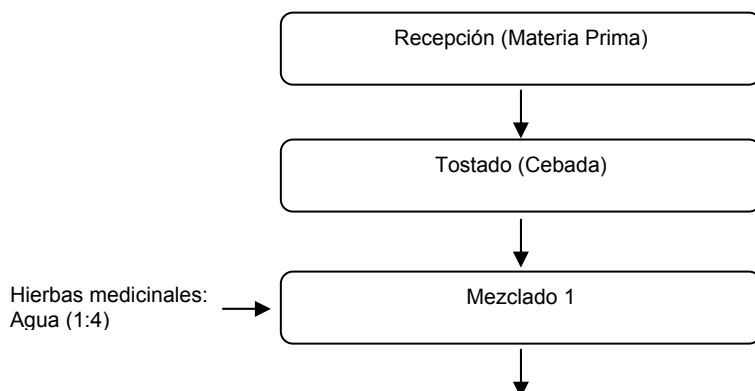 Recepción (Materia Prima)
Tostado (Cebada)
Hierbas medicinales:
Agua (1:4)
Mezclado 1